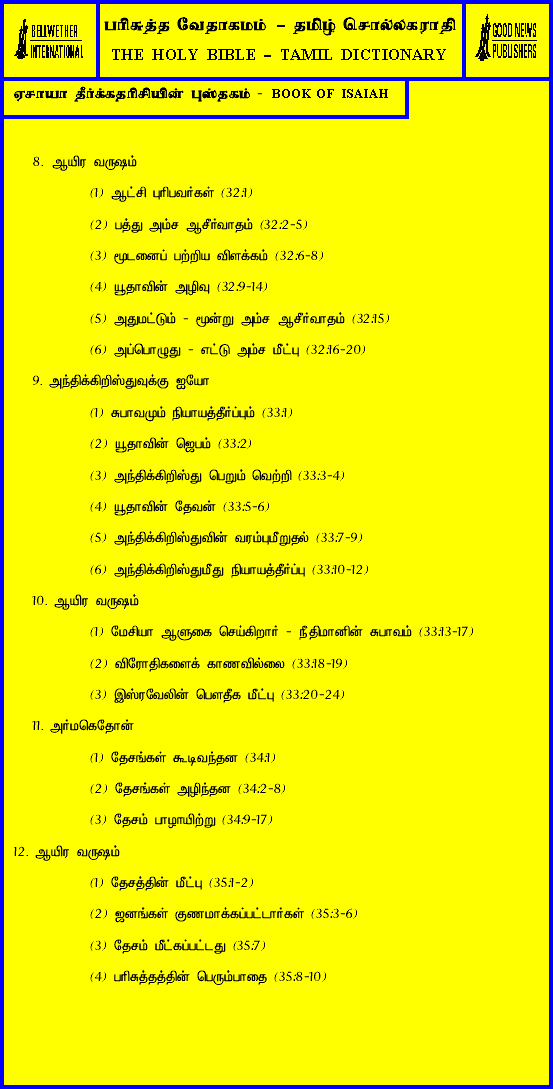 BELLWETHER
INTERNATIONAL
பரிசுத்த வேதாகமம் – தமிழ் சொல்லகராதி
THE HOLY BIBLE – TAMIL DICTIONARY
GOOD NEWS
PUBLISHERS
ஏசாயா தீர்க்கதரிசியின் புஸ்தகம் - BOOK OF ISAIAH
8. ஆயிர வருஷம்
(1) ஆட்சி புரிபவர்கள் (32:1)
(2) பத்து அம்ச ஆசீர்வாதம் (32:2-5)
(3) மூடனைப் பற்றிய விளக்கம் (32:6-8)
(4) யூதாவின் அழிவு (32:9-14)
(5) அதுமட்டும் - மூன்று அம்ச ஆசீர்வாதம் (32:15)
(6) அப்பொழுது - எட்டு அம்ச மீட்பு (32:16-20)
9. அந்திக்கிறிஸ்துவுக்கு ஐயோ
(1) சுபாவமும் நியாயத்தீர்ப்பும் (33:1)
(2) யூதாவின் ஜெபம் (33:2)
(3) அந்திக்கிறிஸ்து பெறும் வெற்றி (33:3-4)
(4) யூதாவின் தேவன் (33:5-6)
(5) அந்திக்கிறிஸ்துவின் வரம்புமீறுதல் (33:7-9)
(6) அந்திக்கிறிஸ்துமீது நியாயத்தீர்ப்பு (33:10-12)
10. ஆயிர வருஷம்
(1) மேசியா ஆளுகை செய்கிறார் - நீதிமானின் சுபாவம் (33:13-17)
(2) விரோதிகளைக் காணவில்லை (33:18-19)
(3) இஸ்ரவேலின் பௌதீக மீட்பு (33:20-24)
11. அர்மகெதோன்
(1) தேசங்கள் கூடிவந்தன (34:1)
(2) தேசங்கள் அழிந்தன (34:2-8)
(3) தேசம் பாழாயிற்று (34:9-17)
12. ஆயிர வருஷம்
(1) தேசத்தின் மீட்பு (35:1-2)
(2) ஜனங்கள் குணமாக்கப்பட்டார்கள் (35:3-6)
(3) தேசம் மீட்கப்பட்டது (35:7)
(4) பரிசுத்தத்தின் பெரும்பாதை (35:8-10)